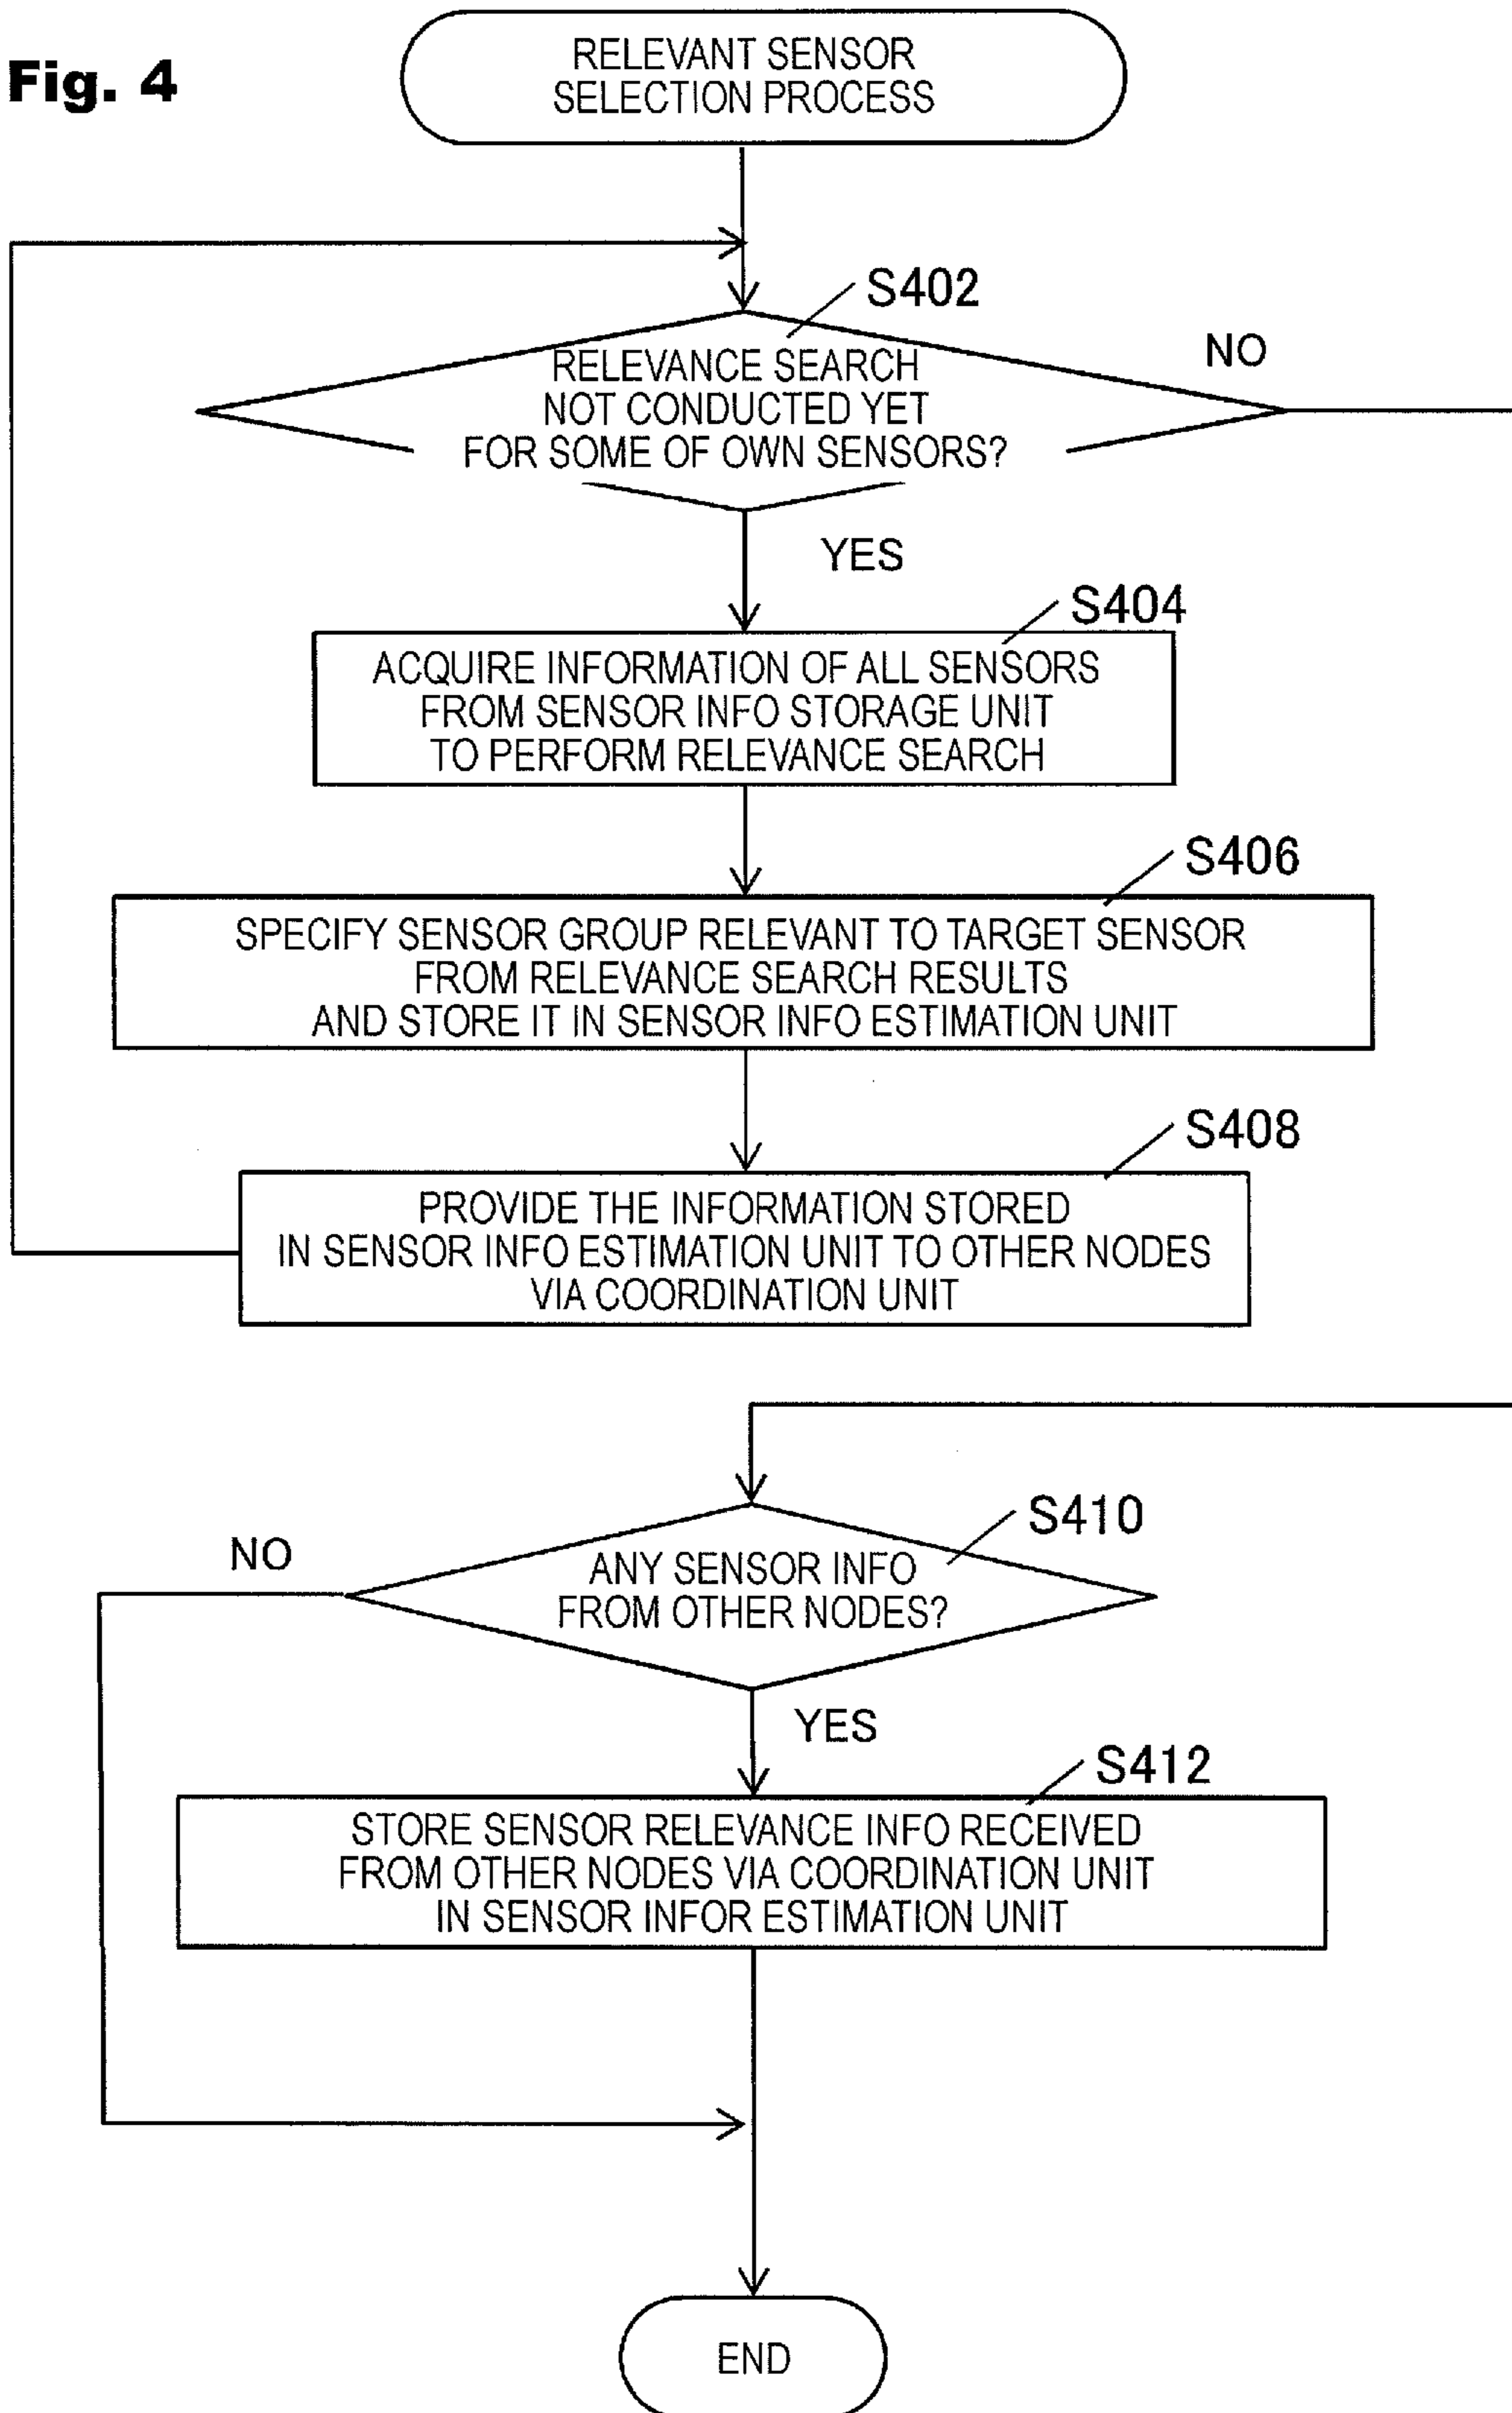 Fig. 4
RELEVANT SENSOR
SELECTION PROCESS
S402
RELEVANCE SEARCH
NOT CONDUCTED YET
FOR SOME OF OWN SENSORS?
NO
YES
S404
ACQUIRE INFORMATION OF ALL SENSORS
FROM SENSOR INFO STORAGE UNIT
TO PERFORM RELEVANCE SEARCH
S406
SPECIFY SENSOR GROUP RELEVANT TO TARGET SENSOR
FROM RELEVANCE SEARCH RESULTS
AND STORE IT IN SENSOR INFO ESTIMATION UNIT
S408
PROVIDE THE INFORMATION STORED
IN SENSOR INFO ESTIMATION UNIT TO OTHER NODES
VIA COORDINATION UNIT
S410
NO
ANY SENSOR INFO
FROM OTHER NODES?
YES
S412
STORE SENSOR RELEVANCE INFO RECEIVED
FROM OTHER NODES VIA COORDINATION UNIT
IN SENSOR INFOR ESTIMATION UNIT
END